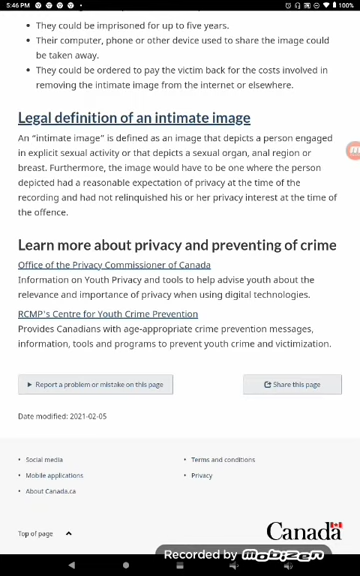 5:46 PM
100%
• They could be imprisoned for up to five years.
• Their computer, phone or other device used to share the image could
be taken away.
• They could be ordered to pay the victim back for the costs involved in
removing the intimate image from the internet or elsewhere.
Legal definition of an intimate image
An “intimate image” is defined as an image that depicts a person engaged
in explicit sexual activity or that depicts a sexual organ, anal region or
breast. Furthermore, the image would have to be one where the person
depicted had a reasonable expectation of privacy at the time of the
recording and had not relinquished his or her privacy interest at the time of
the offence.
Learn more about privacy and preventing of crime
Office of the Privacy Commissioner of Canada
Information on Youth Privacy and tools to help advise youth about the
relevance and importance of privacy when using digital technologies.
RCMP's Centre for Youth Crime Prevention
Provides Canadians with age-appropriate crime prevention messages,
information, tools and programs to prevent youth crime and victimization.
Report a problem or mistake on this page
Share this page
Date modified: 2021-02-05
• Social media
• Terms and conditions
• Mobile applications
• Privacy
• About Canada.ca
Top of page
Canada
Recorded by Mobizen